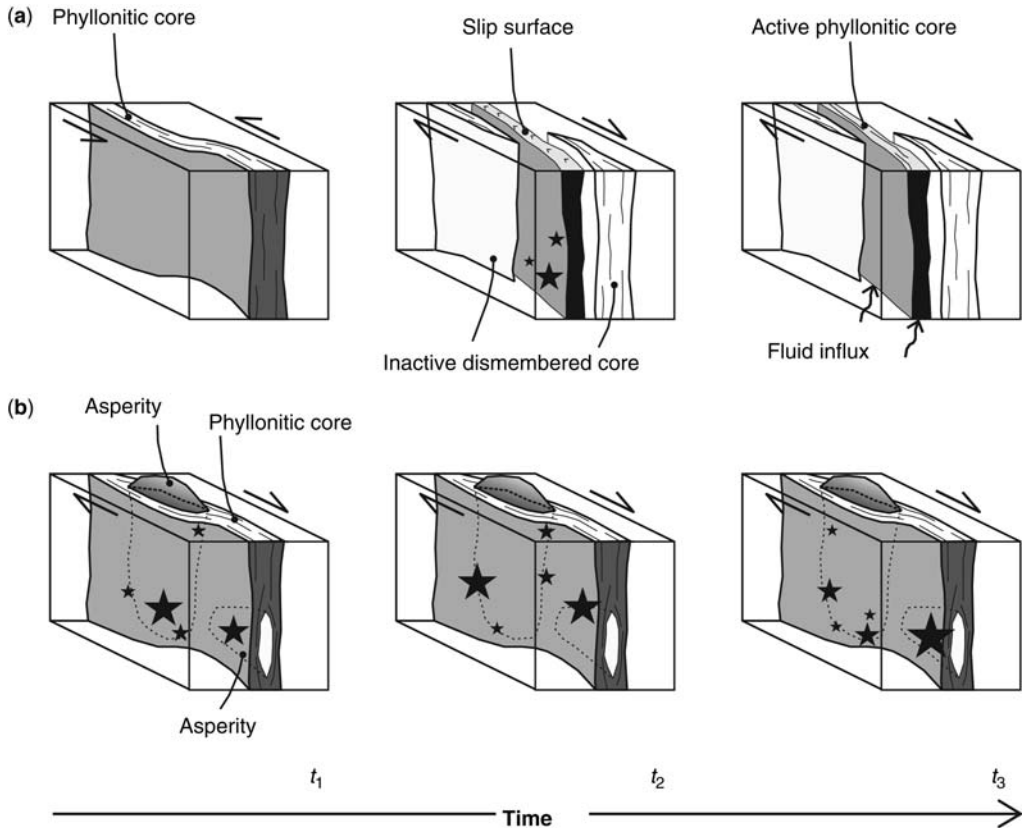 (a)
Phyllonitic core
Slip surface
Active phyllonitic core
Inactive dismembered core
Fluid influx
(b)
Asperity
Phyllonitic core
Asperity
t1
t2
t3
Time